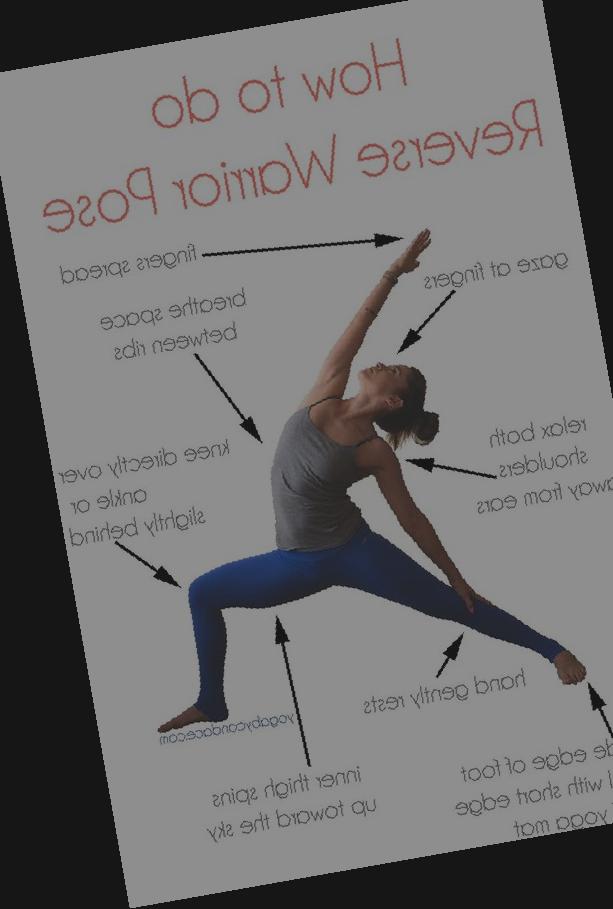 How to do
Reverse Warrior Pose
fingers spread
gaze at fingers
breathe space
between ribs
relax both
shoulders
away from ears
knee directly over
ankle or
slightly behind
hand gently rests
yogabycandace.com
inner thigh spins
up toward the sky
edge of foot
with short edge
yoga mat